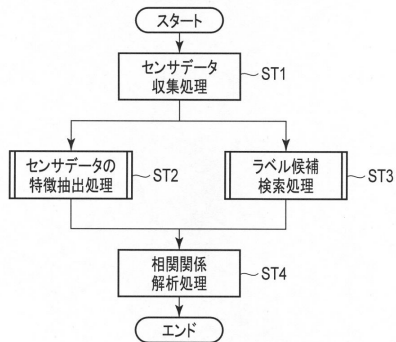 スタート
センサデータ
収集処理
ST1
センサデータの
特徴抽出処理
ST2
ラベル候補
検索処理
ST3
相関関係
解析処理
ST4
エンド